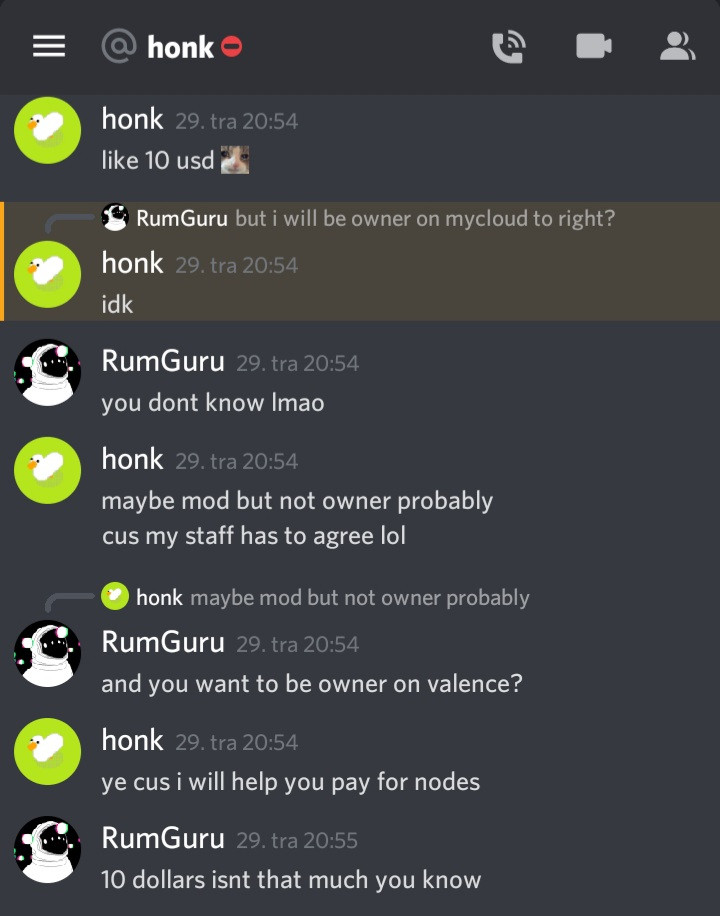 @ honk
honk 29. tra 20:54
like 10 usd
RumGuru but i will be owner on mycloud to right?
honk 29. tra 20:54
idk
RumGuru 29. tra 20:54
you dont know lmao
honk 29. tra 20:54
maybe mod but not owner probably
cus my staff has to agree lol
honk maybe mod but not owner probably
RumGuru 29. tra 20:54
and you want to be owner on valence?
honk 29. tra 20:54
ye cus i will help you pay for nodes
RumGuru 29. tra 20:55
10 dollars isnt that much you know